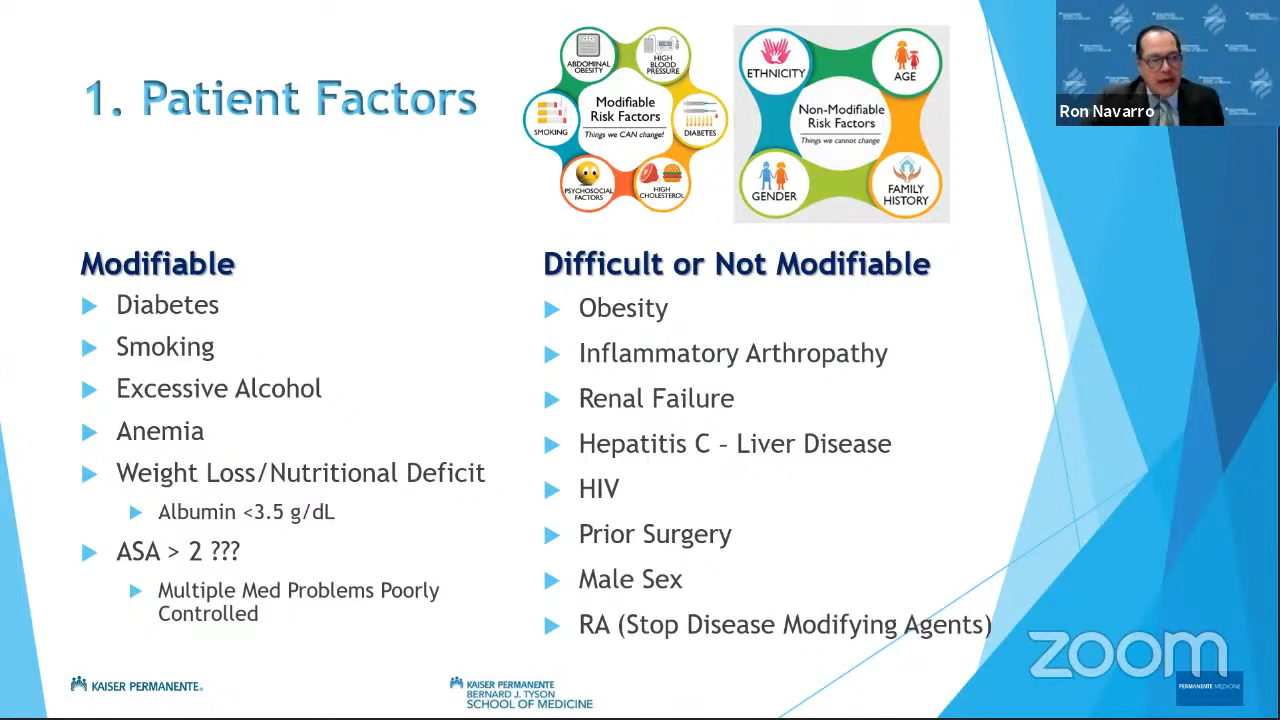 1. Patient Factors
ABDOMINAL
OBESITY
HIGH
BLOOD
PRESSURE
SMOKING
Modifiable
Risk Factors
Things we CAN change!
DIABETES
PSYCHOSOCIAL
FACTORS
HIGH
CHOLESTEROL
ETHNICITY
AGE
Non-Modifiable
Risk Factors
Things we cannot change
GENDER
FAMILY
HISTORY
Ron Navarro
Modifiable
Diabetes
Smoking
Excessive Alcohol
Anemia
Weight Loss/Nutritional Deficit
Albumin <3.5 g/dL
ASA > 2 ???
Multiple Med Problems Poorly
Controlled
Difficult or Not Modifiable
Obesity
Inflammatory Arthropathy
Renal Failure
Hepatitis C – Liver Disease
HIV
Prior Surgery
Male Sex
RA (Stop Disease Modifying Agents)
KAISER PERMANENTE®
KAISER PERMANENTE
BERNARD J. TYSON
SCHOOL OF MEDICINE
zoom
PERMANENTE MEDICINE